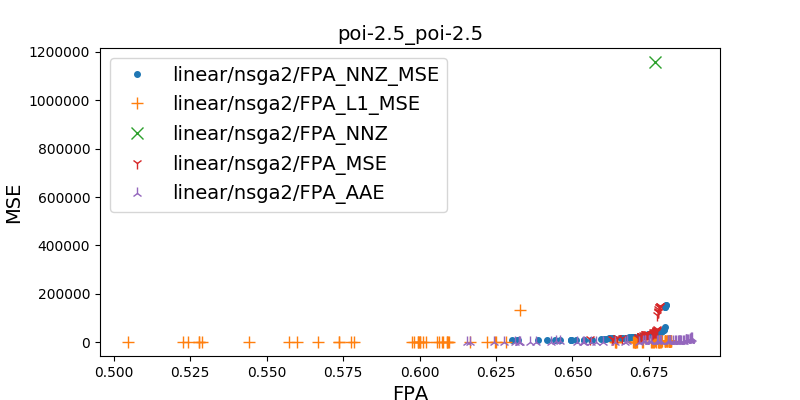 poi-2.5_poi-2.5
1200000
1000000
800000
600000
400000
200000
0
MSE
linear/nsga2/FPA_NNZ_MSE
linear/nsga2/FPA_L1_MSE
linear/nsga2/FPA_NNZ
linear/nsga2/FPA_MSE
linear/nsga2/FPA_AAE
0.500 0.525 0.550 0.575 0.600 0.625 0.650 0.675
FPA